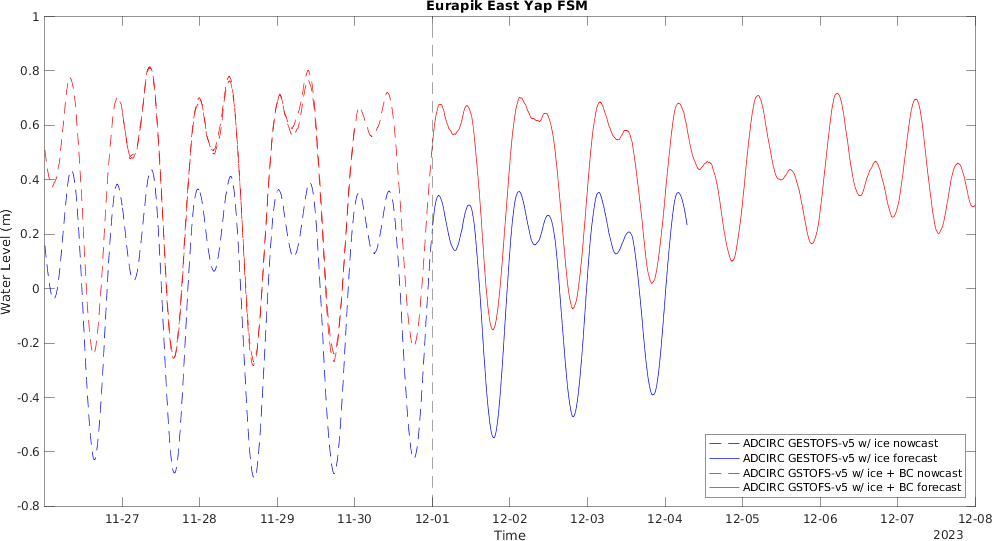 Eurapik East Yap FSM
1
0.8
0.6
0.4
0.2
0
-0.2
-0.4
-0.6
-0.8
Water Level (m)
ADCIRC GESTOFS-v5 w/ ice nowcast
ADCIRC GESTOFS-v5 w/ ice forecast
ADCIRC GSTOFS-v5 w/ ice + BC nowcast
ADCIRC GSTOFS-v5 w/ ice + BC forecast
11-27 11-28 11-29 11-30 12-01 12-02 12-03 12-04 12-05 12-06 12-07 12-08
Time
2023